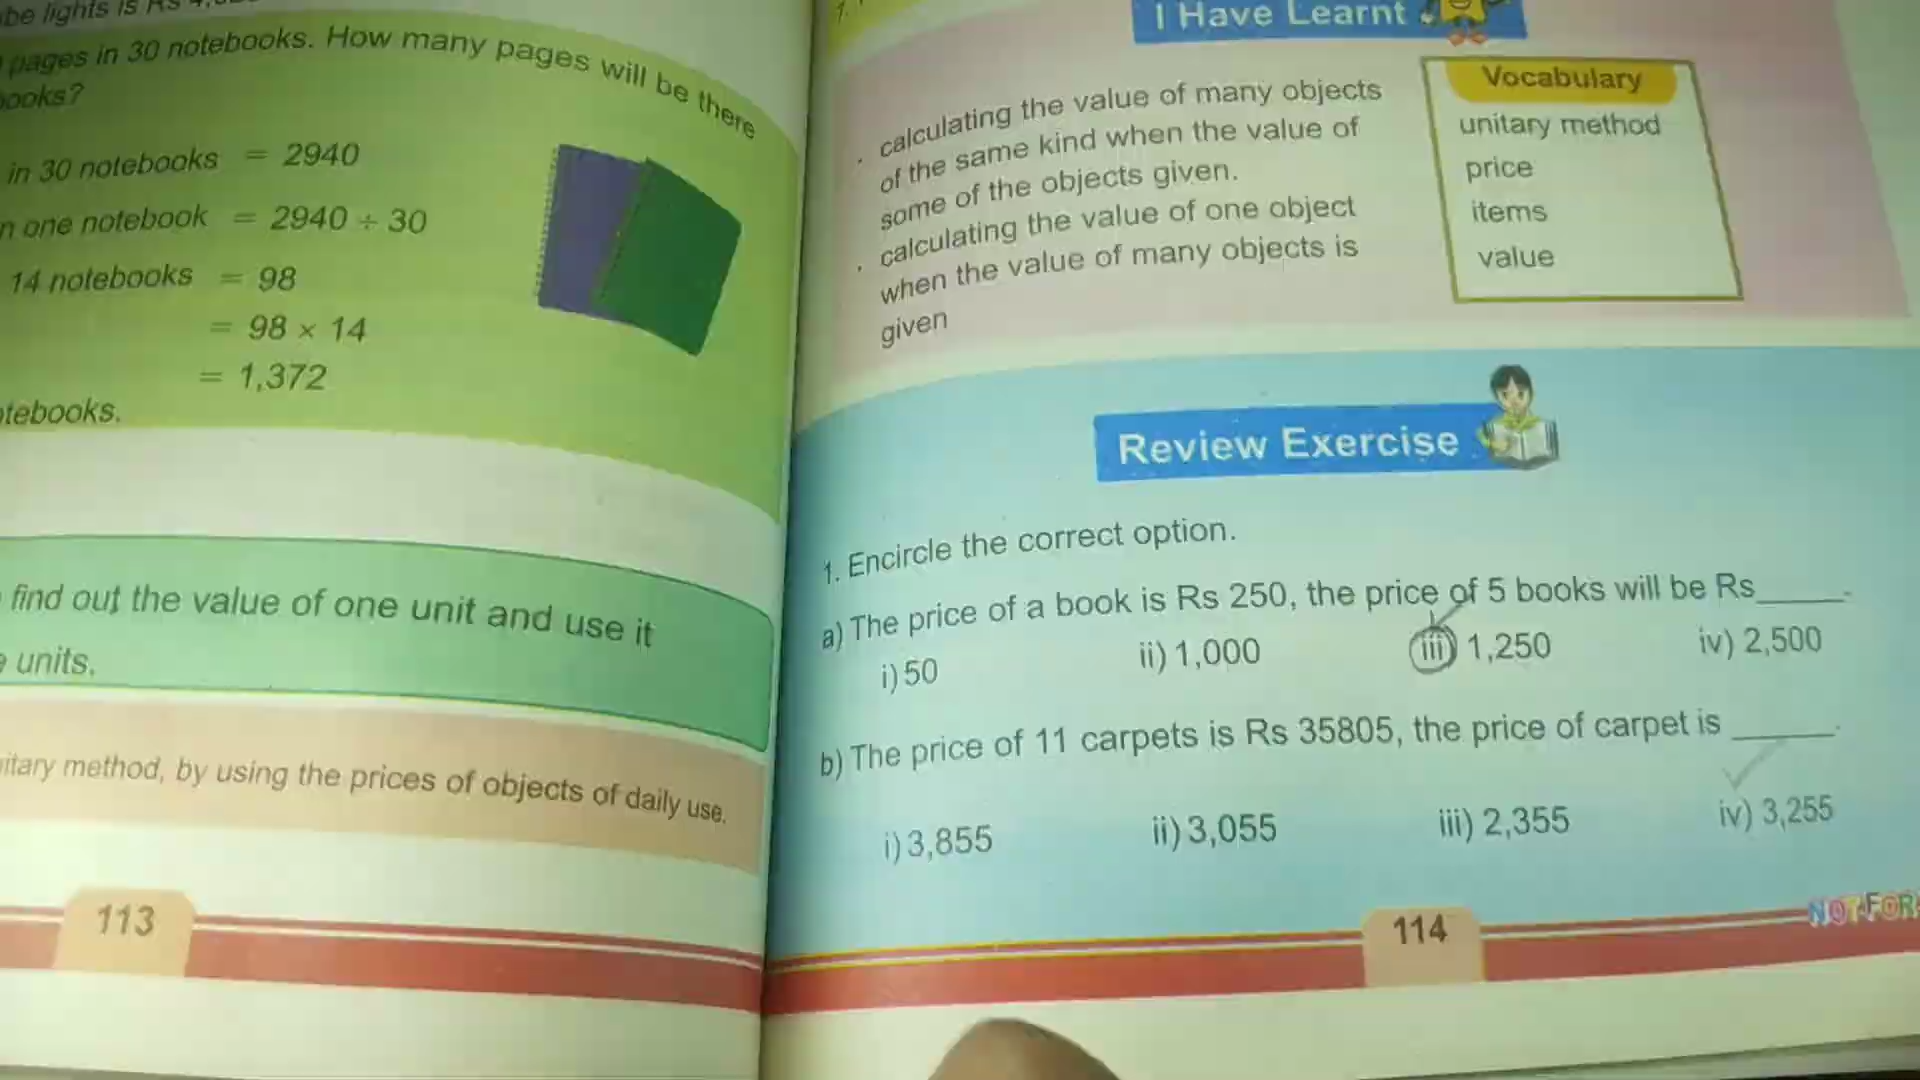 be lights is Rs
pages in 30 notebooks. How many pages will be there
ooks?
in 30 notebooks = 2940
n one notebook = 2940 ÷ 30
14 notebooks = 98
= 98 × 14
= 1,372
tebooks.
find out the value of one unit and use it
units.
itary method, by using the prices of objects of daily use.
113
I Have Learnt
. calculating the value of many objects
of the same kind when the value of
some of the objects given.
. calculating the value of one object
when the value of many objects is
given
Vocabulary
unitary method
price
items
value
Review Exercise
1. Encircle the correct option.
a) The price of a book is Rs 250, the price of 5 books will be Rs_____.
i) 50 ii) 1,000 iii) 1,250 iv) 2,500
b) The price of 11 carpets is Rs 35805, the price of carpet is _____.
i) 3,855 ii) 3,055 iii) 2,355 iv) 3,255
114
NOT FOR